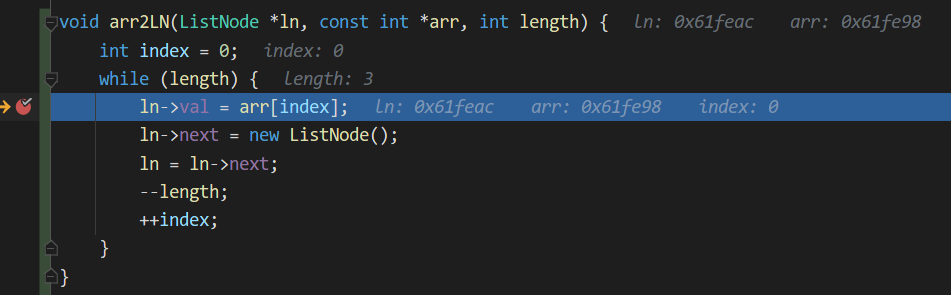 void arr2LN(ListNode *ln, const int *arr, int length) {   ln: 0x61feac    arr: 0x61fe98
    int index = 0;   index: 0
    while (length) {   length: 3
        ln->val = arr[index];   ln: 0x61feac    arr: 0x61fe98    index: 0
        ln->next = new ListNode();
        ln = ln->next;
        --length;
        ++index;
    }
}